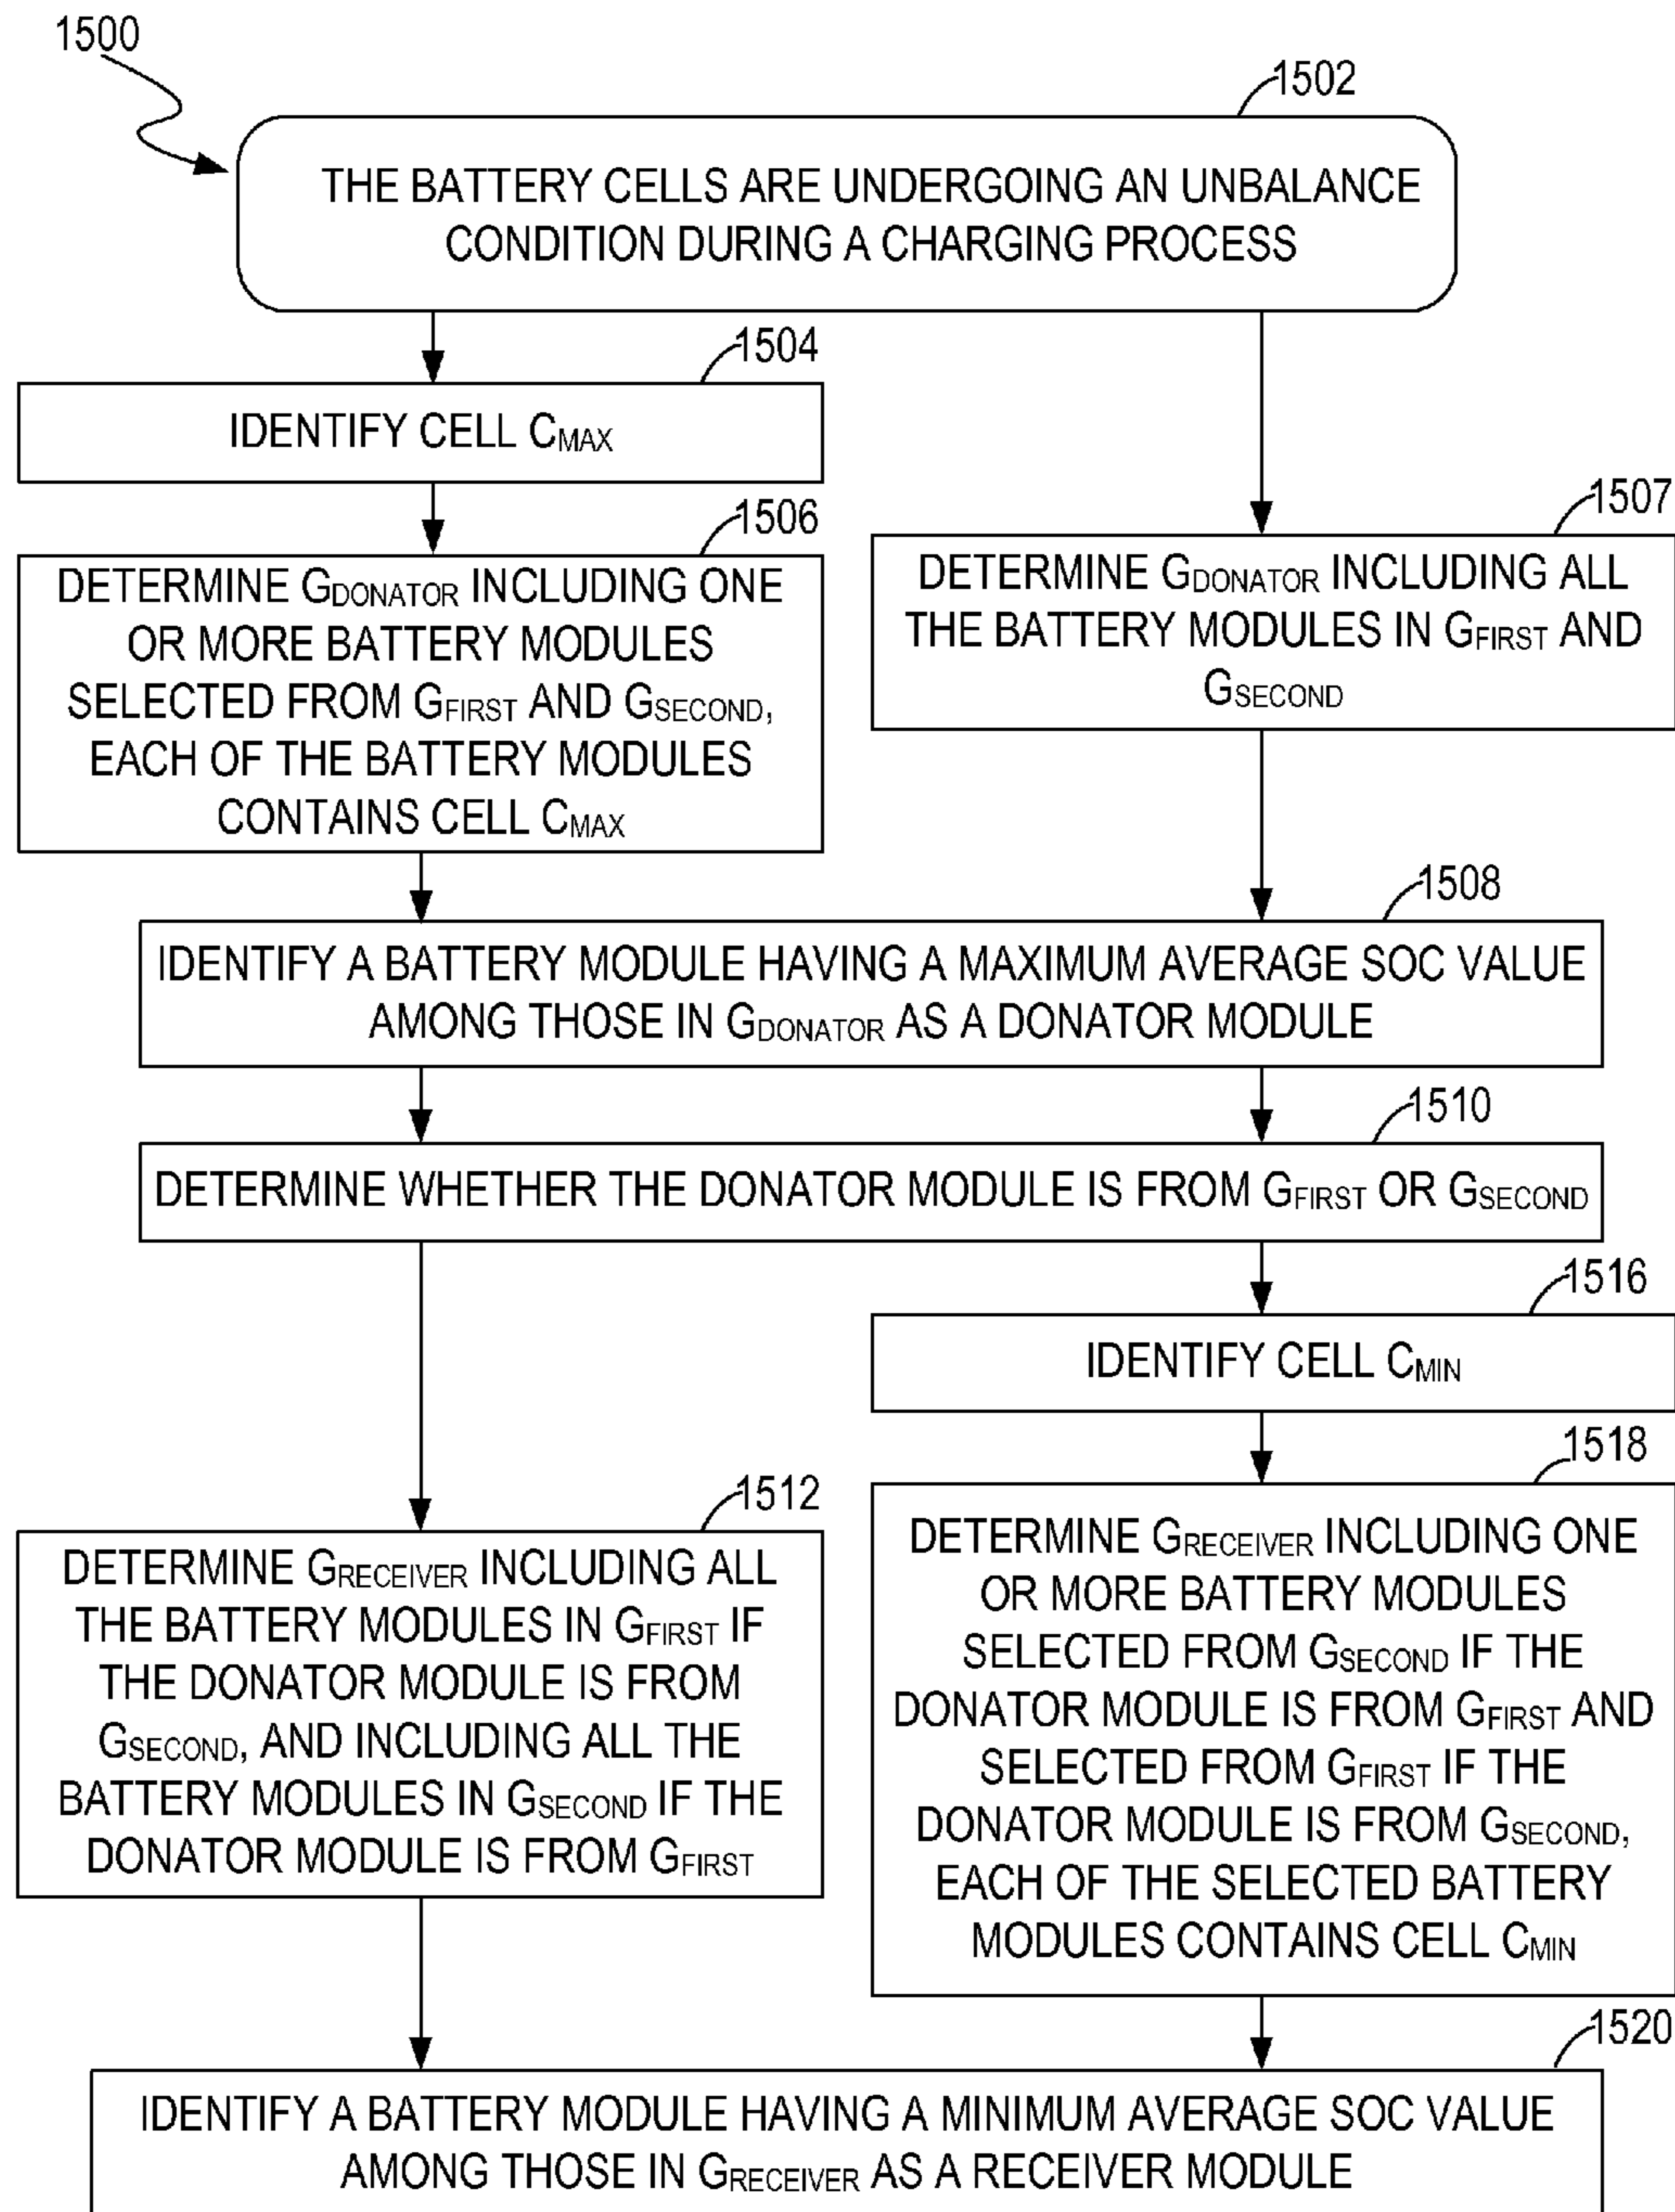 1500
1502
THE BATTERY CELLS ARE UNDERGOING AN UNBALANCE
CONDITION DURING A CHARGING PROCESS
1504
IDENTIFY CELL CMAX
1506
DETERMINE GDONATOR INCLUDING ONE
OR MORE BATTERY MODULES
SELECTED FROM GFIRST AND GSECOND,
EACH OF THE BATTERY MODULES
CONTAINS CELL CMAX
1507
DETERMINE GDONATOR INCLUDING ALL
THE BATTERY MODULES IN GFIRST AND
GSECOND
1508
IDENTIFY A BATTERY MODULE HAVING A MAXIMUM AVERAGE SOC VALUE
AMONG THOSE IN GDONATOR AS A DONATOR MODULE
1510
DETERMINE WHETHER THE DONATOR MODULE IS FROM GFIRST OR GSECOND
1512
DETERMINE GRECEIVER INCLUDING ALL
THE BATTERY MODULES IN GFIRST IF
THE DONATOR MODULE IS FROM
GSECOND, AND INCLUDING ALL THE
BATTERY MODULES IN GSECOND IF THE
DONATOR MODULE IS FROM GFIRST
1516
IDENTIFY CELL CMIN
1518
DETERMINE GRECEIVER INCLUDING ONE
OR MORE BATTERY MODULES
SELECTED FROM GSECOND IF THE
DONATOR MODULE IS FROM GFIRST AND
SELECTED FROM GFIRST IF THE
DONATOR MODULE IS FROM GSECOND,
EACH OF THE SELECTED BATTERY
MODULES CONTAINS CELL CMIN
1520
IDENTIFY A BATTERY MODULE HAVING A MINIMUM AVERAGE SOC VALUE
AMONG THOSE IN GRECEIVER AS A RECEIVER MODULE